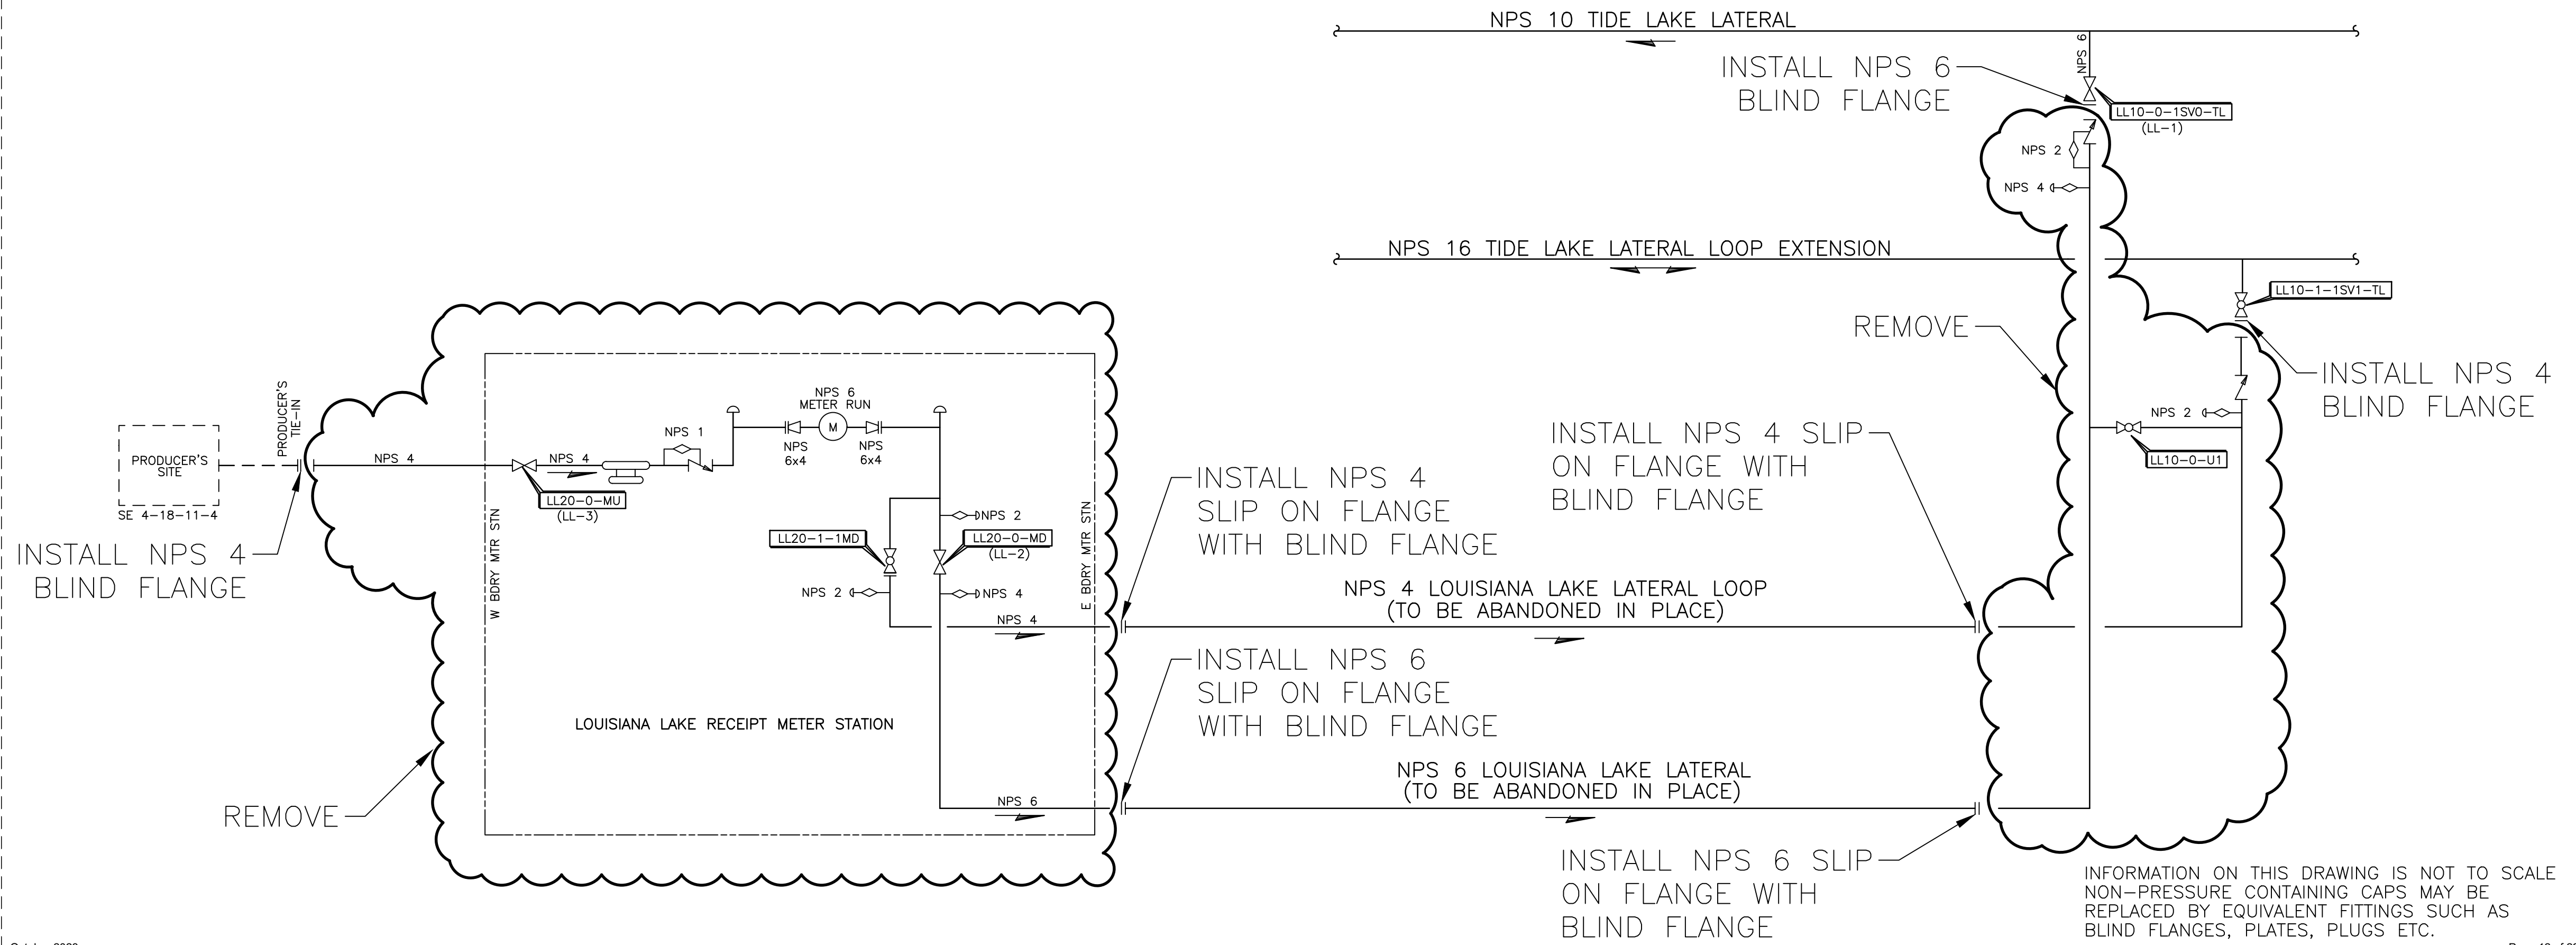 NPS 10 TIDE LAKE LATERAL
NPS 6
INSTALL NPS 6
BLIND FLANGE
LL10-0-1SV0-TL
(LL-1)
NPS 2
NPS 4
NPS 16 TIDE LAKE LATERAL LOOP EXTENSION
LL10-1-1SV1-TL
REMOVE
INSTALL NPS 4
BLIND FLANGE
NPS 2
LL10-0-U1
PRODUCER'S
TIE-IN
PRODUCER'S
SITE
SE 4-18-11-4
INSTALL NPS 4
BLIND FLANGE
NPS 4
W BDRY MTR STN
NPS 4
LL20-0-MU
(LL-3)
NPS 1
NPS 6
METER RUN
M
NPS
6x4
NPS
6x4
NPS 2
LL20-1-1MD
LL20-0-MD
(LL-2)
NPS 2
NPS 4
NPS 4
E BDRY MTR STN
LOUISIANA LAKE RECEIPT METER STATION
NPS 6
REMOVE
INSTALL NPS 4
SLIP ON FLANGE
WITH BLIND FLANGE
INSTALL NPS 4 SLIP
ON FLANGE WITH
BLIND FLANGE
NPS 4 LOUISIANA LAKE LATERAL LOOP
(TO BE ABANDONED IN PLACE)
INSTALL NPS 6
SLIP ON FLANGE
WITH BLIND FLANGE
NPS 6 LOUISIANA LAKE LATERAL
(TO BE ABANDONED IN PLACE)
INSTALL NPS 6 SLIP
ON FLANGE WITH
BLIND FLANGE
INFORMATION ON THIS DRAWING IS NOT TO SCALE
NON-PRESSURE CONTAINING CAPS MAY BE
REPLACED BY EQUIVALENT FITTINGS SUCH AS
BLIND FLANGES, PLATES, PLUGS ETC.